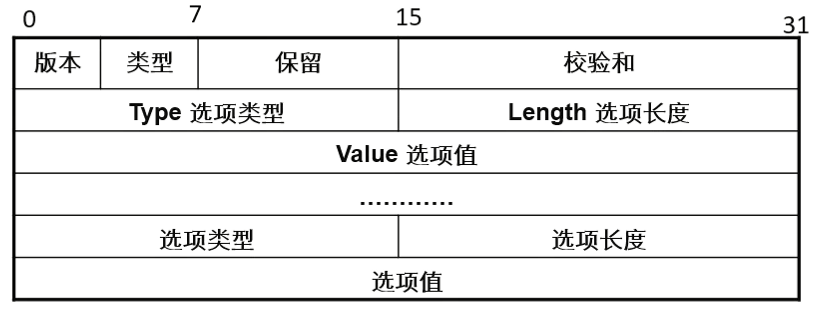 0 7 15 31
版本 类型 保留 校验和
Type 选项类型 Length 选项长度
Value 选项值
............
选项类型 选项长度
选项值